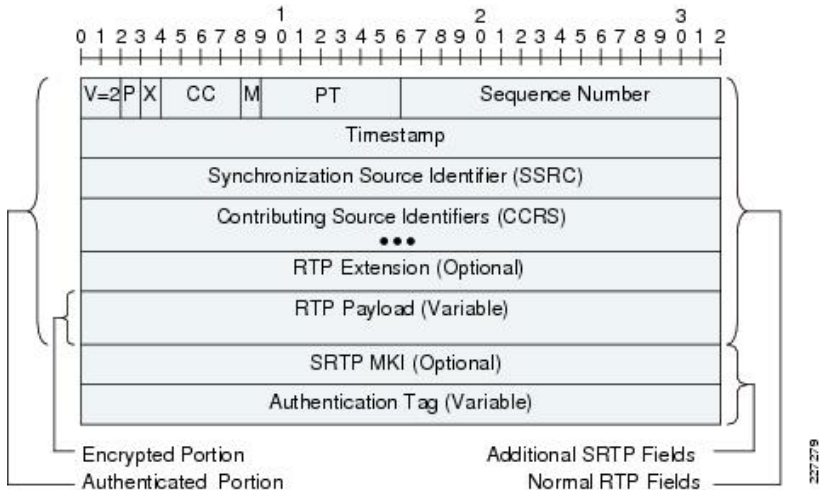 1 2 3
0 1 2 3 4 5 6 7 8 9 0 1 2 3 4 5 6 7 8 9 0 1 2 3 4 5 6 7 8 9 0 1 2
V=2 P X CC M PT Sequence Number
Timestamp
Synchronization Source Identifier (SSRC)
Contributing Source Identifiers (CCRS)
•••
RTP Extension (Optional)
RTP Payload (Variable)
SRTP MKI (Optional)
Authentication Tag (Variable)
Encrypted Portion Additional SRTP Fields
Authenticated Portion Normal RTP Fields
227279